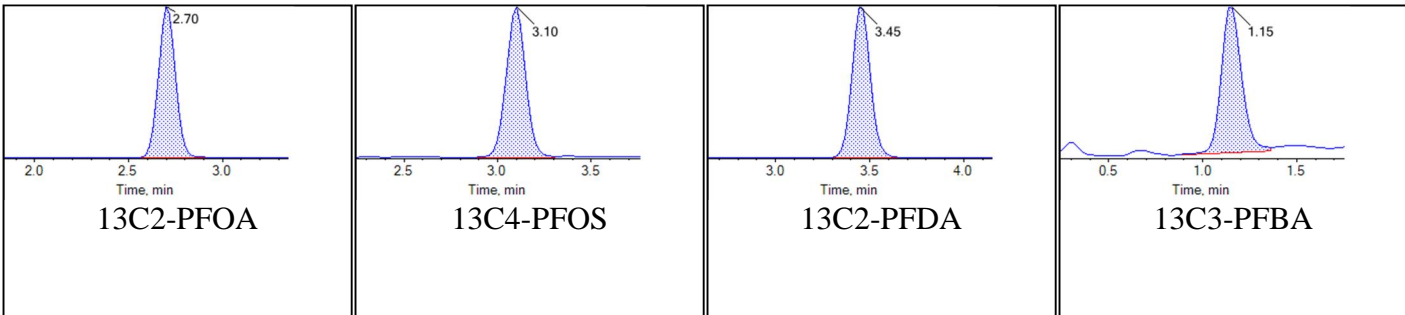 2.70
2.0 2.5 3.0
Time, min
13C2-PFOA
3.10
2.5 3.0 3.5
Time, min
13C4-PFOS
3.45
3.0 3.5 4.0
Time, min
13C2-PFDA
1.15
0.5 1.0 1.5
Time, min
13C3-PFBA